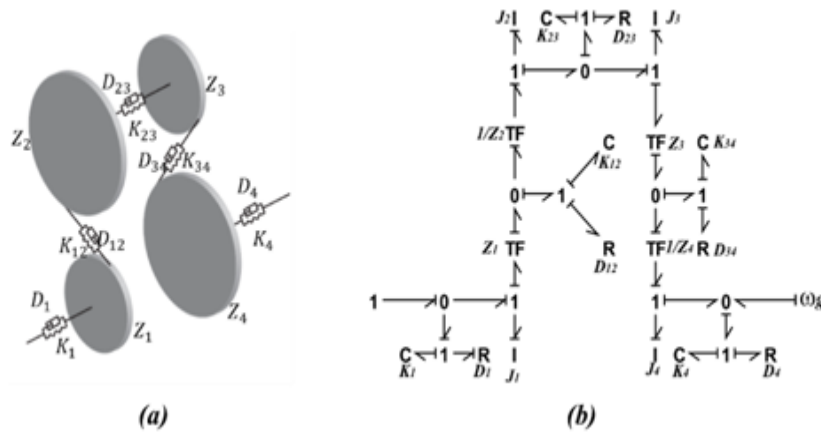 D₂₃ Z₃
K₂₃
Z₂
D₃₄ K₃₄
D₄
K₁₂ D₁₂
K₄
D₁
Z₄
K₁ Z₁
(a)
J₂ I C 1 R I J₃
K₂₃ D₂₃
1 0 1
1/Z₂ TF C TF Z₃ C K₃₄
K₁₂
0 1 0 1
Z₁ TF R TF 1/Z₄ R D₃₄
D₁₂
1 0 1 1 0 ωg
C 1 R I I C 1 R
K₁ D₁ J₁ J₄ K₄ D₄
(b)